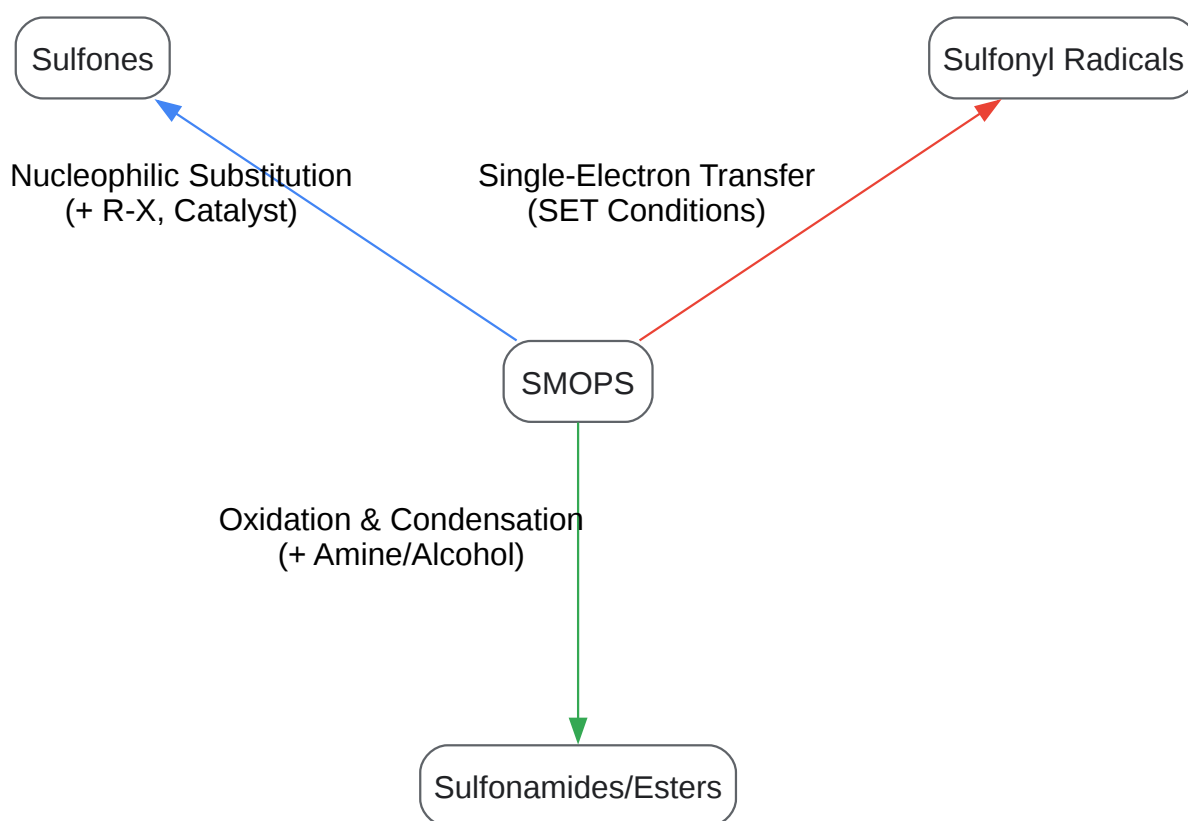 Sulfones
Sulfonyl Radicals
Nucleophilic Substitution
(+ R-X, Catalyst)
Single-Electron Transfer
(SET Conditions)
SMOPS
Oxidation & Condensation
(+ Amine/Alcohol)
Sulfonamides/Esters